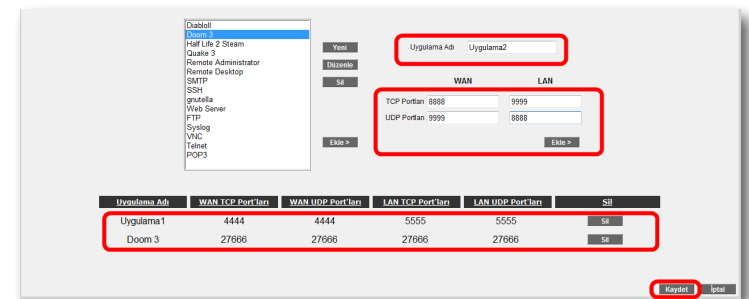 Diabloll
Doom 3
Half Life 2 Steam
Quake 3
Remote Administrator
Remote Desktop
SMTP
SSH
gnutella
Web Server
FTP
Syslog
VNC
Telnet
POP3
Yeni
Düzenle
Sil
Ekle >
Uygulama Adı Uygulama2
WAN LAN
TCP Portları 8888 9999
UDP Portları 9999 8888
Ekle >
Uygulama Adı WAN TCP Port'ları WAN UDP Port'ları LAN TCP Port'ları LAN UDP Port'ları Sil
Uygulama1 4444 4444 5555 5555 Sil
Doom 3 27666 27666 27666 27666 Sil
Kaydet İptal